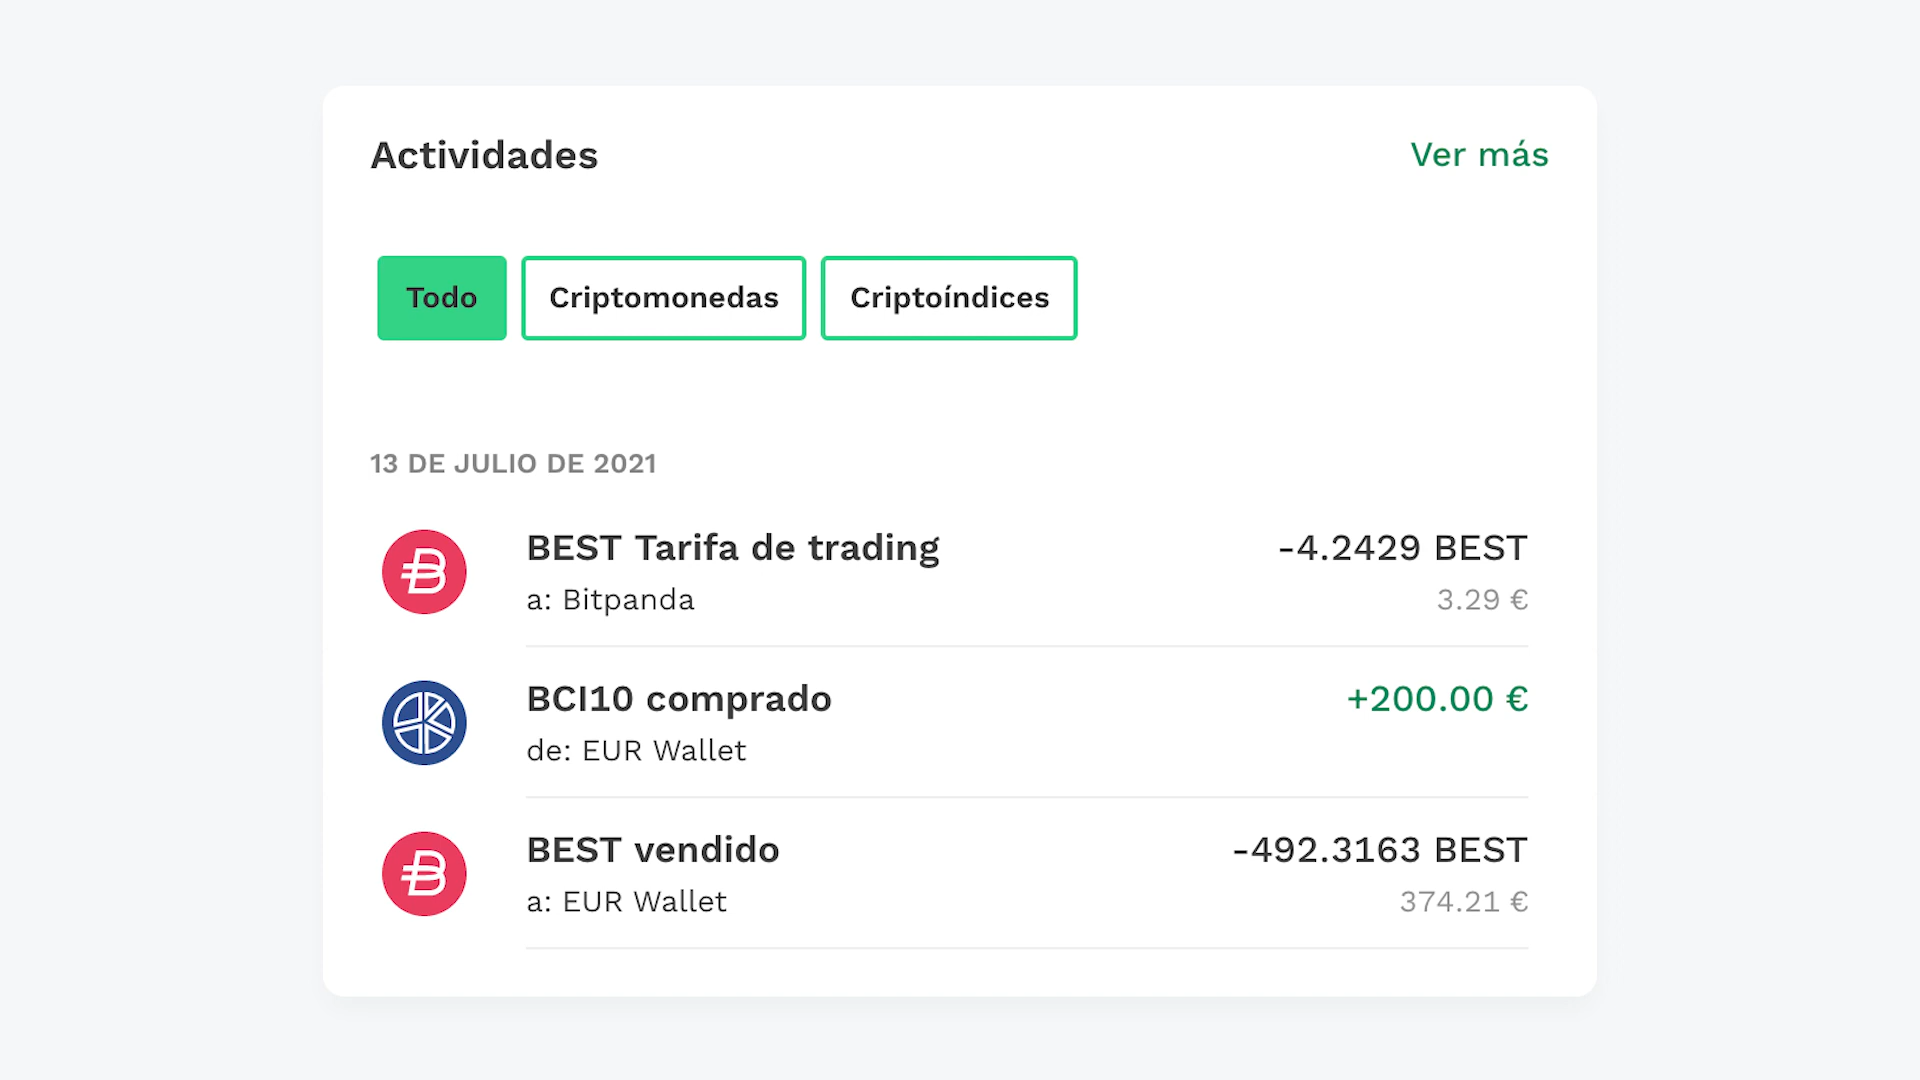 Actividades
Ver más
Todo
Criptomonedas
Criptoíndices
13 DE JULIO DE 2021
BEST Tarifa de trading
-4.2429 BEST
a: Bitpanda
3.29 €
BCI10 comprado
+200.00 €
de: EUR Wallet
BEST vendido
-492.3163 BEST
a: EUR Wallet
374.21 €